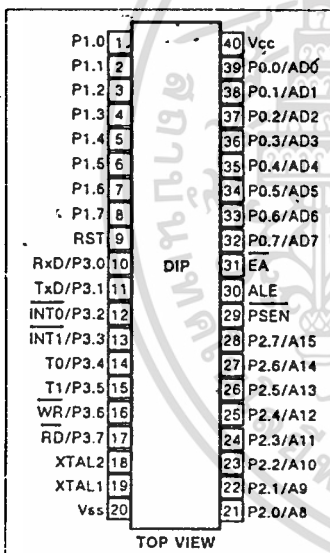 P1.0 1 40 Vcc
P1.1 2 39 P0.0/AD0
P1.2 3 38 P0.1/AD1
P1.3 4 37 P0.2/AD2
P1.4 5 36 P0.3/AD3
P1.5 6 35 P0.4/AD4
P1.6 7 34 P0.5/AD5
P1.7 8 33 P0.6/AD6
RST 9 32 P0.7/AD7
RxD/P3.0 10 DIP 31 EA
TxD/P3.1 11 30 ALE
INT0/P3.2 12 29 PSEN
INT1/P3.3 13 28 P2.7/A15
T0/P3.4 14 27 P2.6/A14
T1/P3.5 15 26 P2.5/A13
WR/P3.6 16 25 P2.4/A12
RD/P3.7 17 24 P2.3/A11
XTAL2 18 23 P2.2/A10
XTAL1 19 22 P2.1/A9
Vss 20 21 P2.0/A8
TOP VIEW